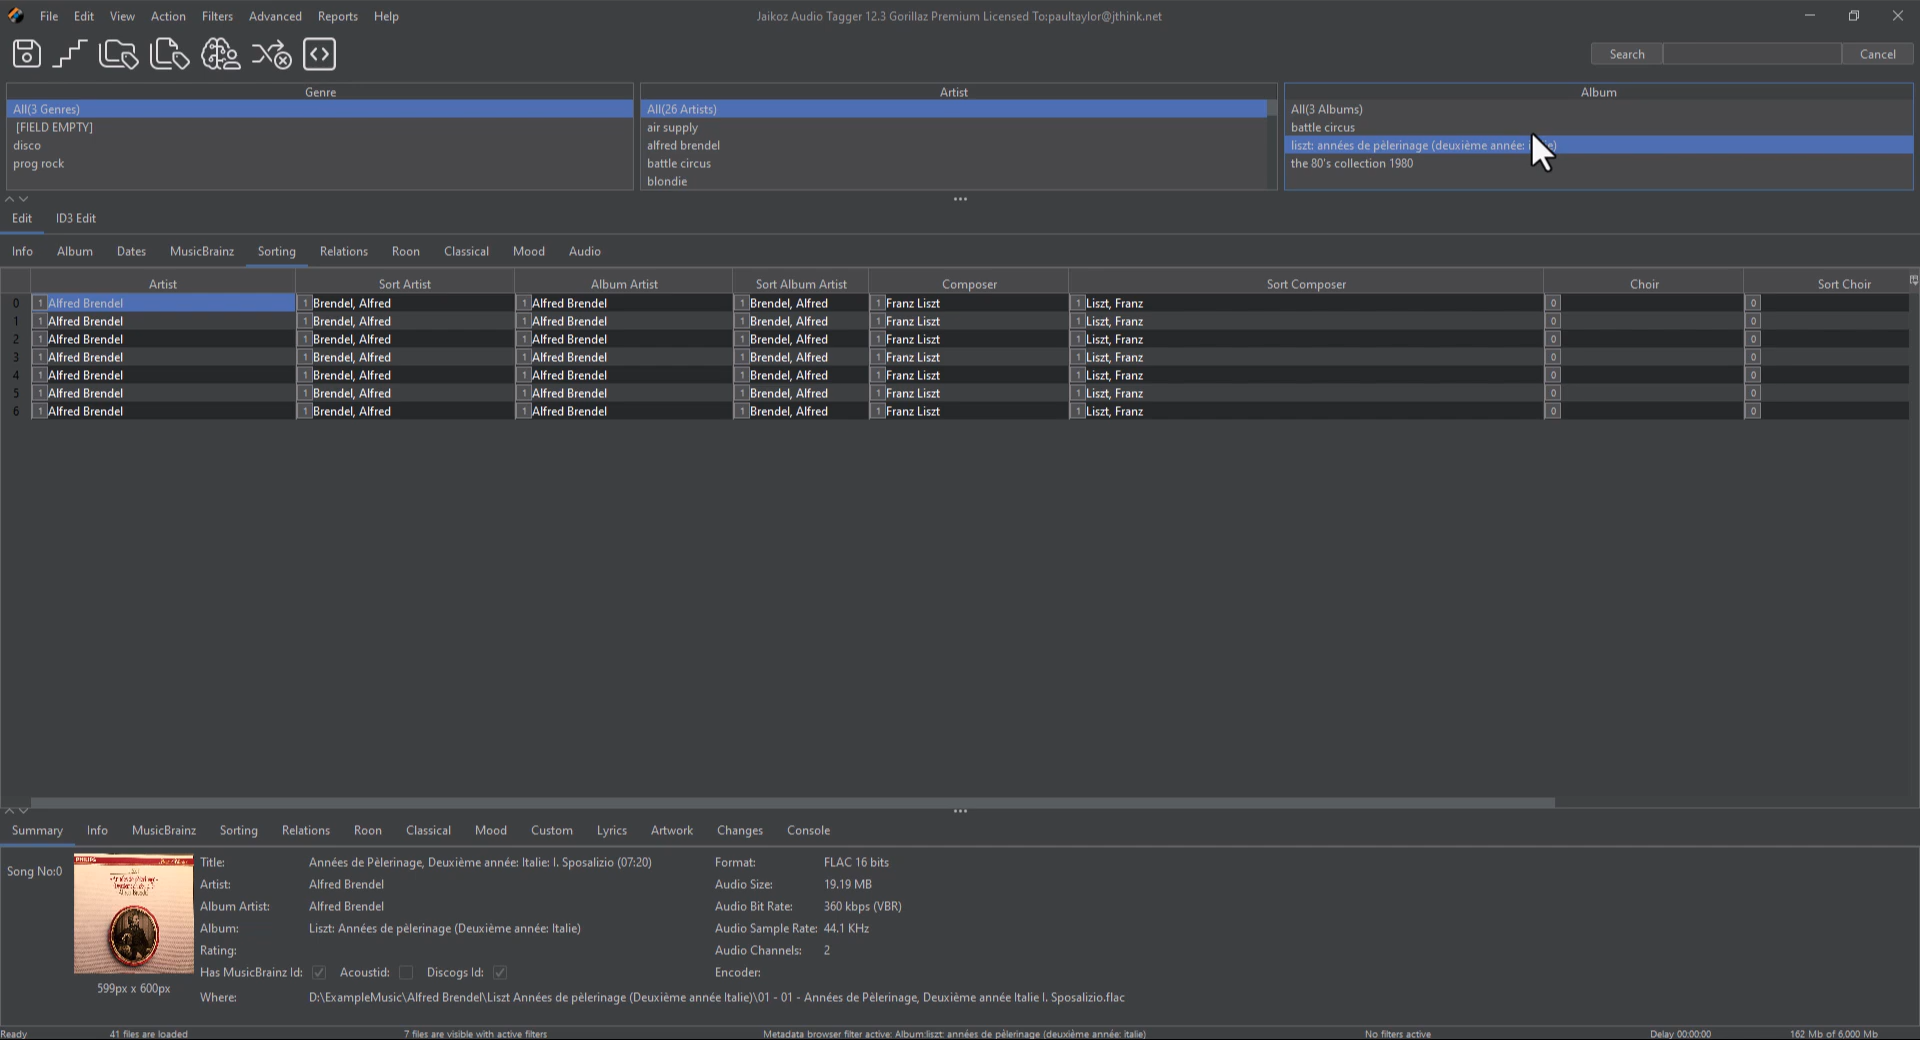 File Edit View Action Filters Advanced Reports Help Jaikoz Audio Tagger 12.3 Gorillaz Premium Licensed To:paultaylor@jthink.net
Search Cancel
Genre Artist Album
All(3 Genres) All(26 Artists) All(3 Albums)
[FIELD EMPTY] air supply battle circus
disco alfred brendel liszt: années de pèlerinage (deuxième année:
prog rock battle circus the 80's collection 1980
blondie
Edit ID3 Edit
Info Album Dates MusicBrainz Sorting Relations Roon Classical Mood Audio
Artist Sort Artist Album Artist Sort Album Artist Composer Sort Composer Choir Sort Choir
0 1 Alfred Brendel 1 Brendel, Alfred 1 Alfred Brendel 1 Brendel, Alfred 1 Franz Liszt 1 Liszt, Franz 0 0
1 1 Alfred Brendel 1 Brendel, Alfred 1 Alfred Brendel 1 Brendel, Alfred 1 Franz Liszt 1 Liszt, Franz 0 0
2 1 Alfred Brendel 1 Brendel, Alfred 1 Alfred Brendel 1 Brendel, Alfred 1 Franz Liszt 1 Liszt, Franz 0 0
3 1 Alfred Brendel 1 Brendel, Alfred 1 Alfred Brendel 1 Brendel, Alfred 1 Franz Liszt 1 Liszt, Franz 0 0
4 1 Alfred Brendel 1 Brendel, Alfred 1 Alfred Brendel 1 Brendel, Alfred 1 Franz Liszt 1 Liszt, Franz 0 0
5 1 Alfred Brendel 1 Brendel, Alfred 1 Alfred Brendel 1 Brendel, Alfred 1 Franz Liszt 1 Liszt, Franz 0 0
6 1 Alfred Brendel 1 Brendel, Alfred 1 Alfred Brendel 1 Brendel, Alfred 1 Franz Liszt 1 Liszt, Franz 0 0
Summary Info MusicBrainz Sorting Relations Roon Classical Mood Custom Lyrics Artwork Changes Console
Song No:0 PHILIPS Title: Années de Pèlerinage, Deuxième année: Italie: I. Sposalizio (07:20) Format: FLAC 16 bits
Artist: Alfred Brendel Audio Size: 19.19 MB
Album Artist: Alfred Brendel Audio Bit Rate: 360 kbps (VBR)
Album: Liszt: Années de pèlerinage (Deuxième année: Italie) Audio Sample Rate: 44.1 KHz
Rating: Audio Channels: 2
Has MusicBrainz Id: Acoustid: Discogs Id: Encoder:
599px x 600px
Where: D:\ExampleMusic\Alfred Brendel\Liszt Années de pèlerinage (Deuxième année Italie)\01 - 01 - Années de Pèlerinage, Deuxième année Italie I. Sposalizio.flac
Ready 41 files are loaded 7 files are visible with active filters Metadata browser filter active: Album:liszt: années de pèlerinage (deuxième année: italie) No filters active Delay 00:00:00 162 Mb of 6,000 Mb